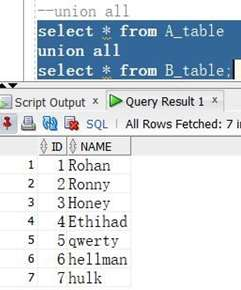 --union all
select * from A_table
union all
select * from B_table;
Script Output × Query Result 1 ×
SQL | All Rows Fetched: 7 in
ID NAME
1 1 Rohan
2 2 Ronny
3 3 Honey
4 4 Ethihad
5 5 qwerty
6 6 hellman
7 7 hulk